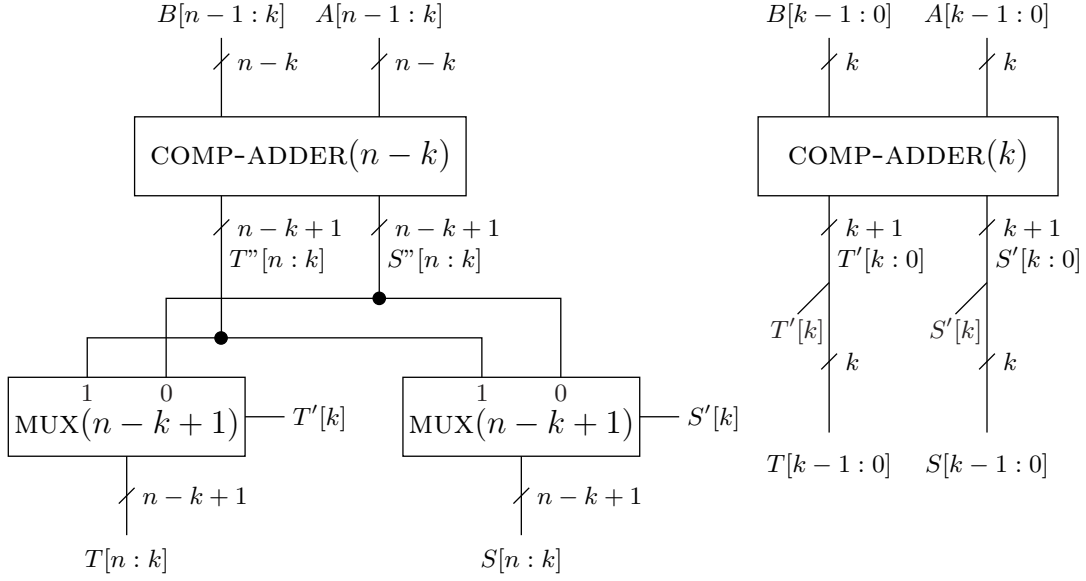 B[n − 1 : k] A[n − 1 : k] B[k − 1 : 0] A[k − 1 : 0]
n − k n − k k k
COMP-ADDER(n − k) COMP-ADDER(k)
n − k + 1 n − k + 1 k + 1 k + 1
T”[n : k] S”[n : k] T′[k : 0] S′[k : 0]
T′[k] S′[k]
k k
1 0 1 0
MUX(n − k + 1) T′[k] MUX(n − k + 1) S′[k]
T[k − 1 : 0] S[k − 1 : 0]
n − k + 1 n − k + 1
T[n : k] S[n : k]